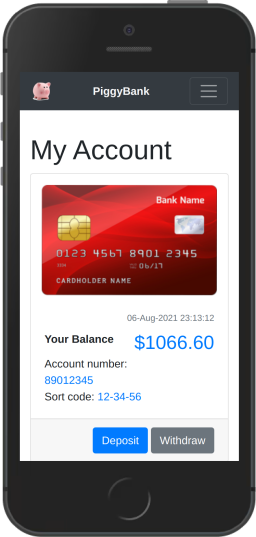 PiggyBank
My Account
Bank Name
0123 4567 8901 2345
06/17
CARDHOLDER NAME
06-Aug-2021 23:13:12
Your Balance $1066.60
Account number:
89012345
Sort code: 12-34-56
Deposit Withdraw